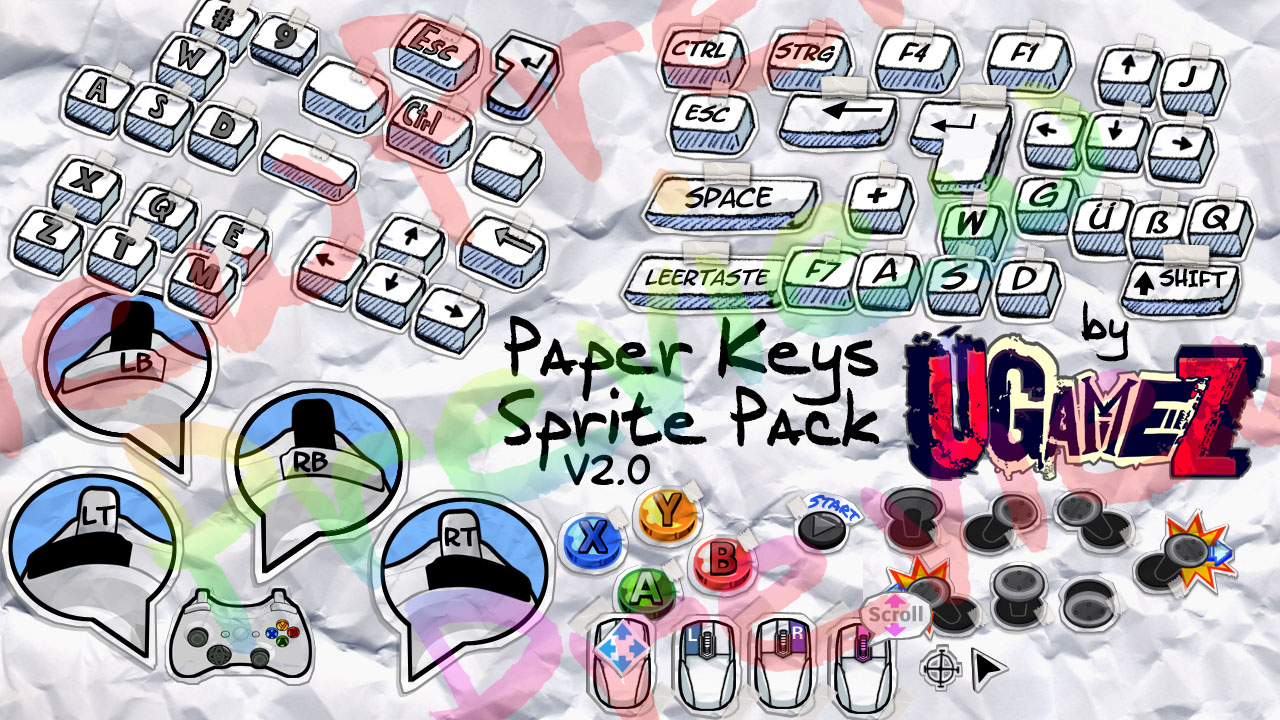 #
9
W
Esc
A
S
D
Ctrl
X
Q
Z
T
E
M
CTRL
STRG
F4
F1
J
ESC
SPACE
+
G
W
Ü
ß
Q
LEERTASTE
F7
A
S
D
SHIFT
by
Paper Keys
Sprite Pack
V2.0
UGAMEZ
LB
RB
LT
RT
X
Y
B
A
START
L
R
Scroll